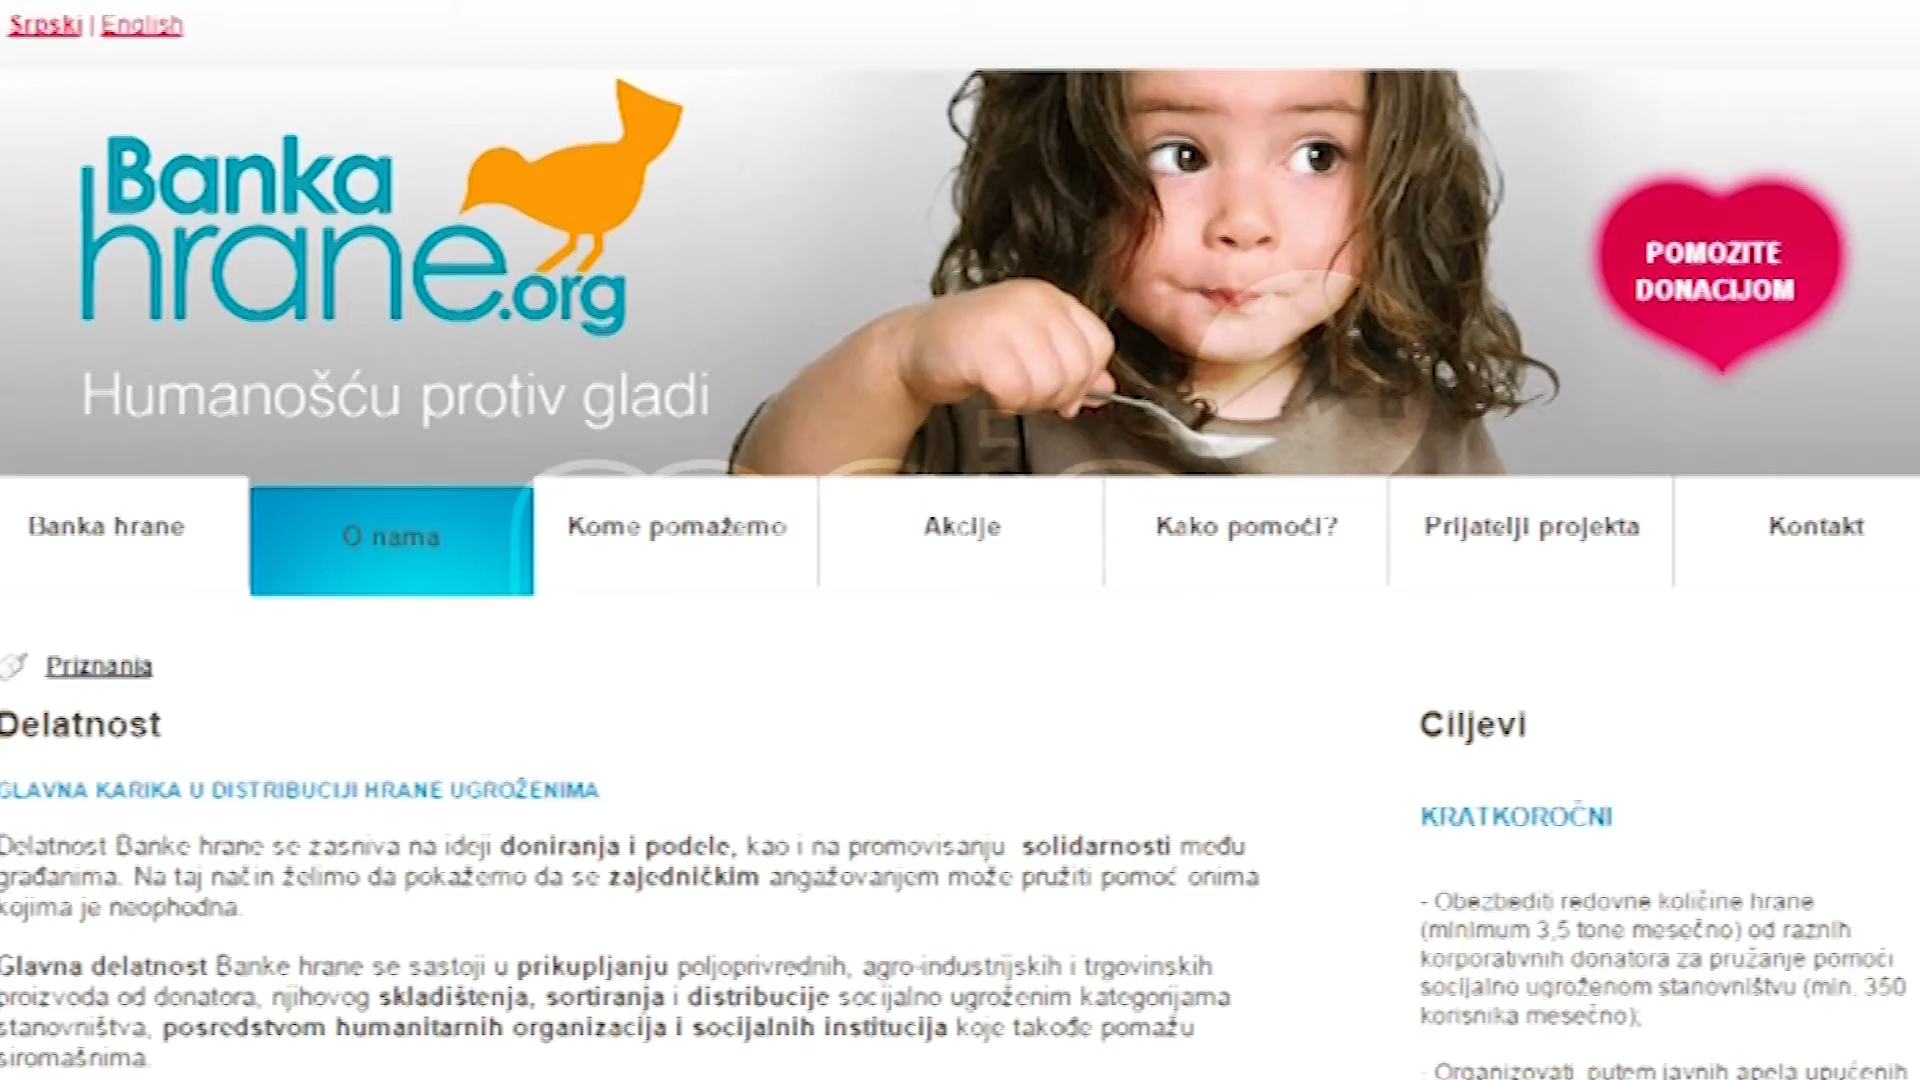 Srpski | English
Banka
hrane.org
Humanošću protiv gladi
POMOZITE
DONACIJOM
Banka hrane
O nama
Kome pomažemo
Akcije
Kako pomoći?
Prijatelji projekta
Kontakt
Priznanja
Delatnost
GLAVNA KARIKA U DISTRIBUCIJI HRANE UGROŽENIMA
Delatnost Banke hrane se zasniva na ideji doniranja i podele, kao i na promovisanju solidarnosti među
građanima. Na taj način želimo da pokažemo da se zajedničkim angažovanjem može pružiti pomoć onima
kojima je neophodna.
Glavna delatnost Banke hrane se sastoji u prikupljanju poljoprivrednih, agro-industrijskih i trgovinskih
proizvoda od donatora, njihovog skladištenja, sortiranja i distribucije socijalno ugroženim kategorijama
stanovništva, posredstvom humanitarnih organizacija i socijalnih institucija koje takođe pomažu
siromašnima.
Ciljevi
KRATKOROČNI
- Obezbediti redovne količine hrane
(minimum 3,5 tone mesečno) od raznih
korporativnih donatora za pružanje pomoći
socijalno ugroženom stanovništvu (min. 350
korisnika mesečno);
- Organizovati putem javnih apela upućenih